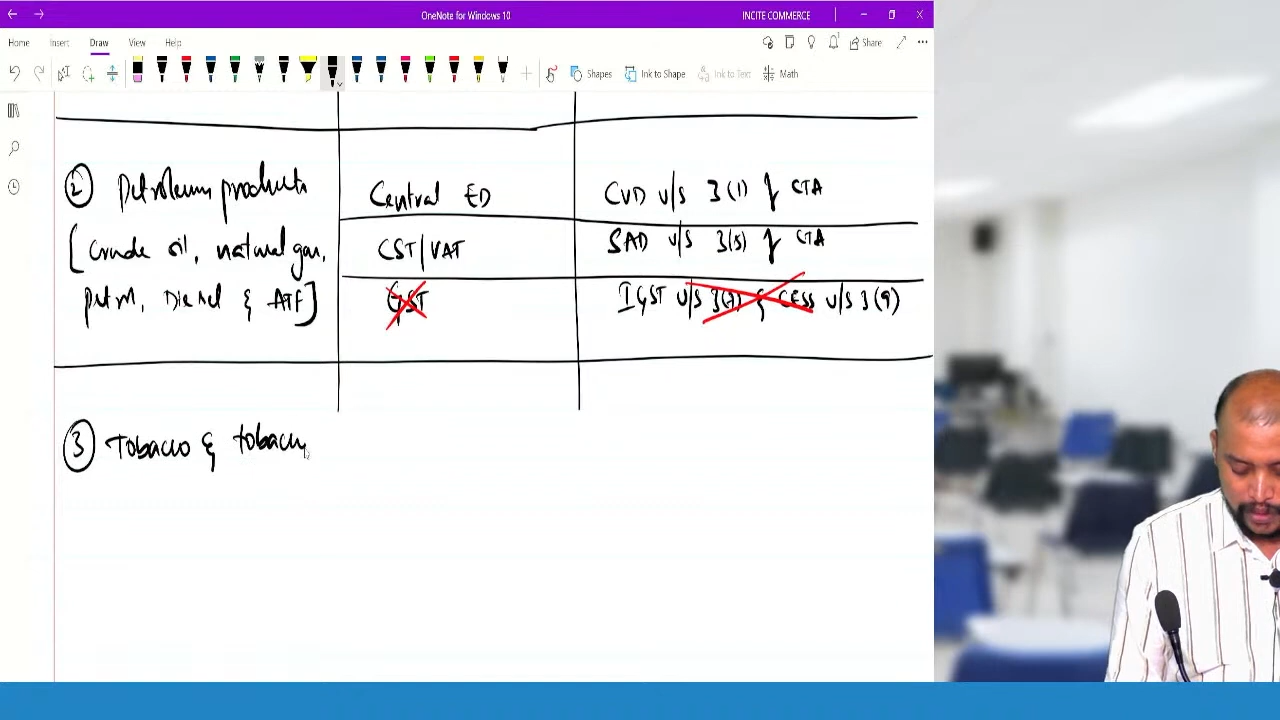 OneNote for Windows 10
INCITE COMMERCE
Home Insert Draw View Help
Share
Shapes Ink to Shape Ink to Text Math
② Petroleum products
Central ED
CVD u/s 3(1) of CTA
[Crude oil, natural gas,
CST/VAT
SAD u/s 3(5) of CTA
petrol, Diesel & ATF]
GST
IGST u/s 3(7) & CESS u/s 3(9)
③ Tobacco & tobacco